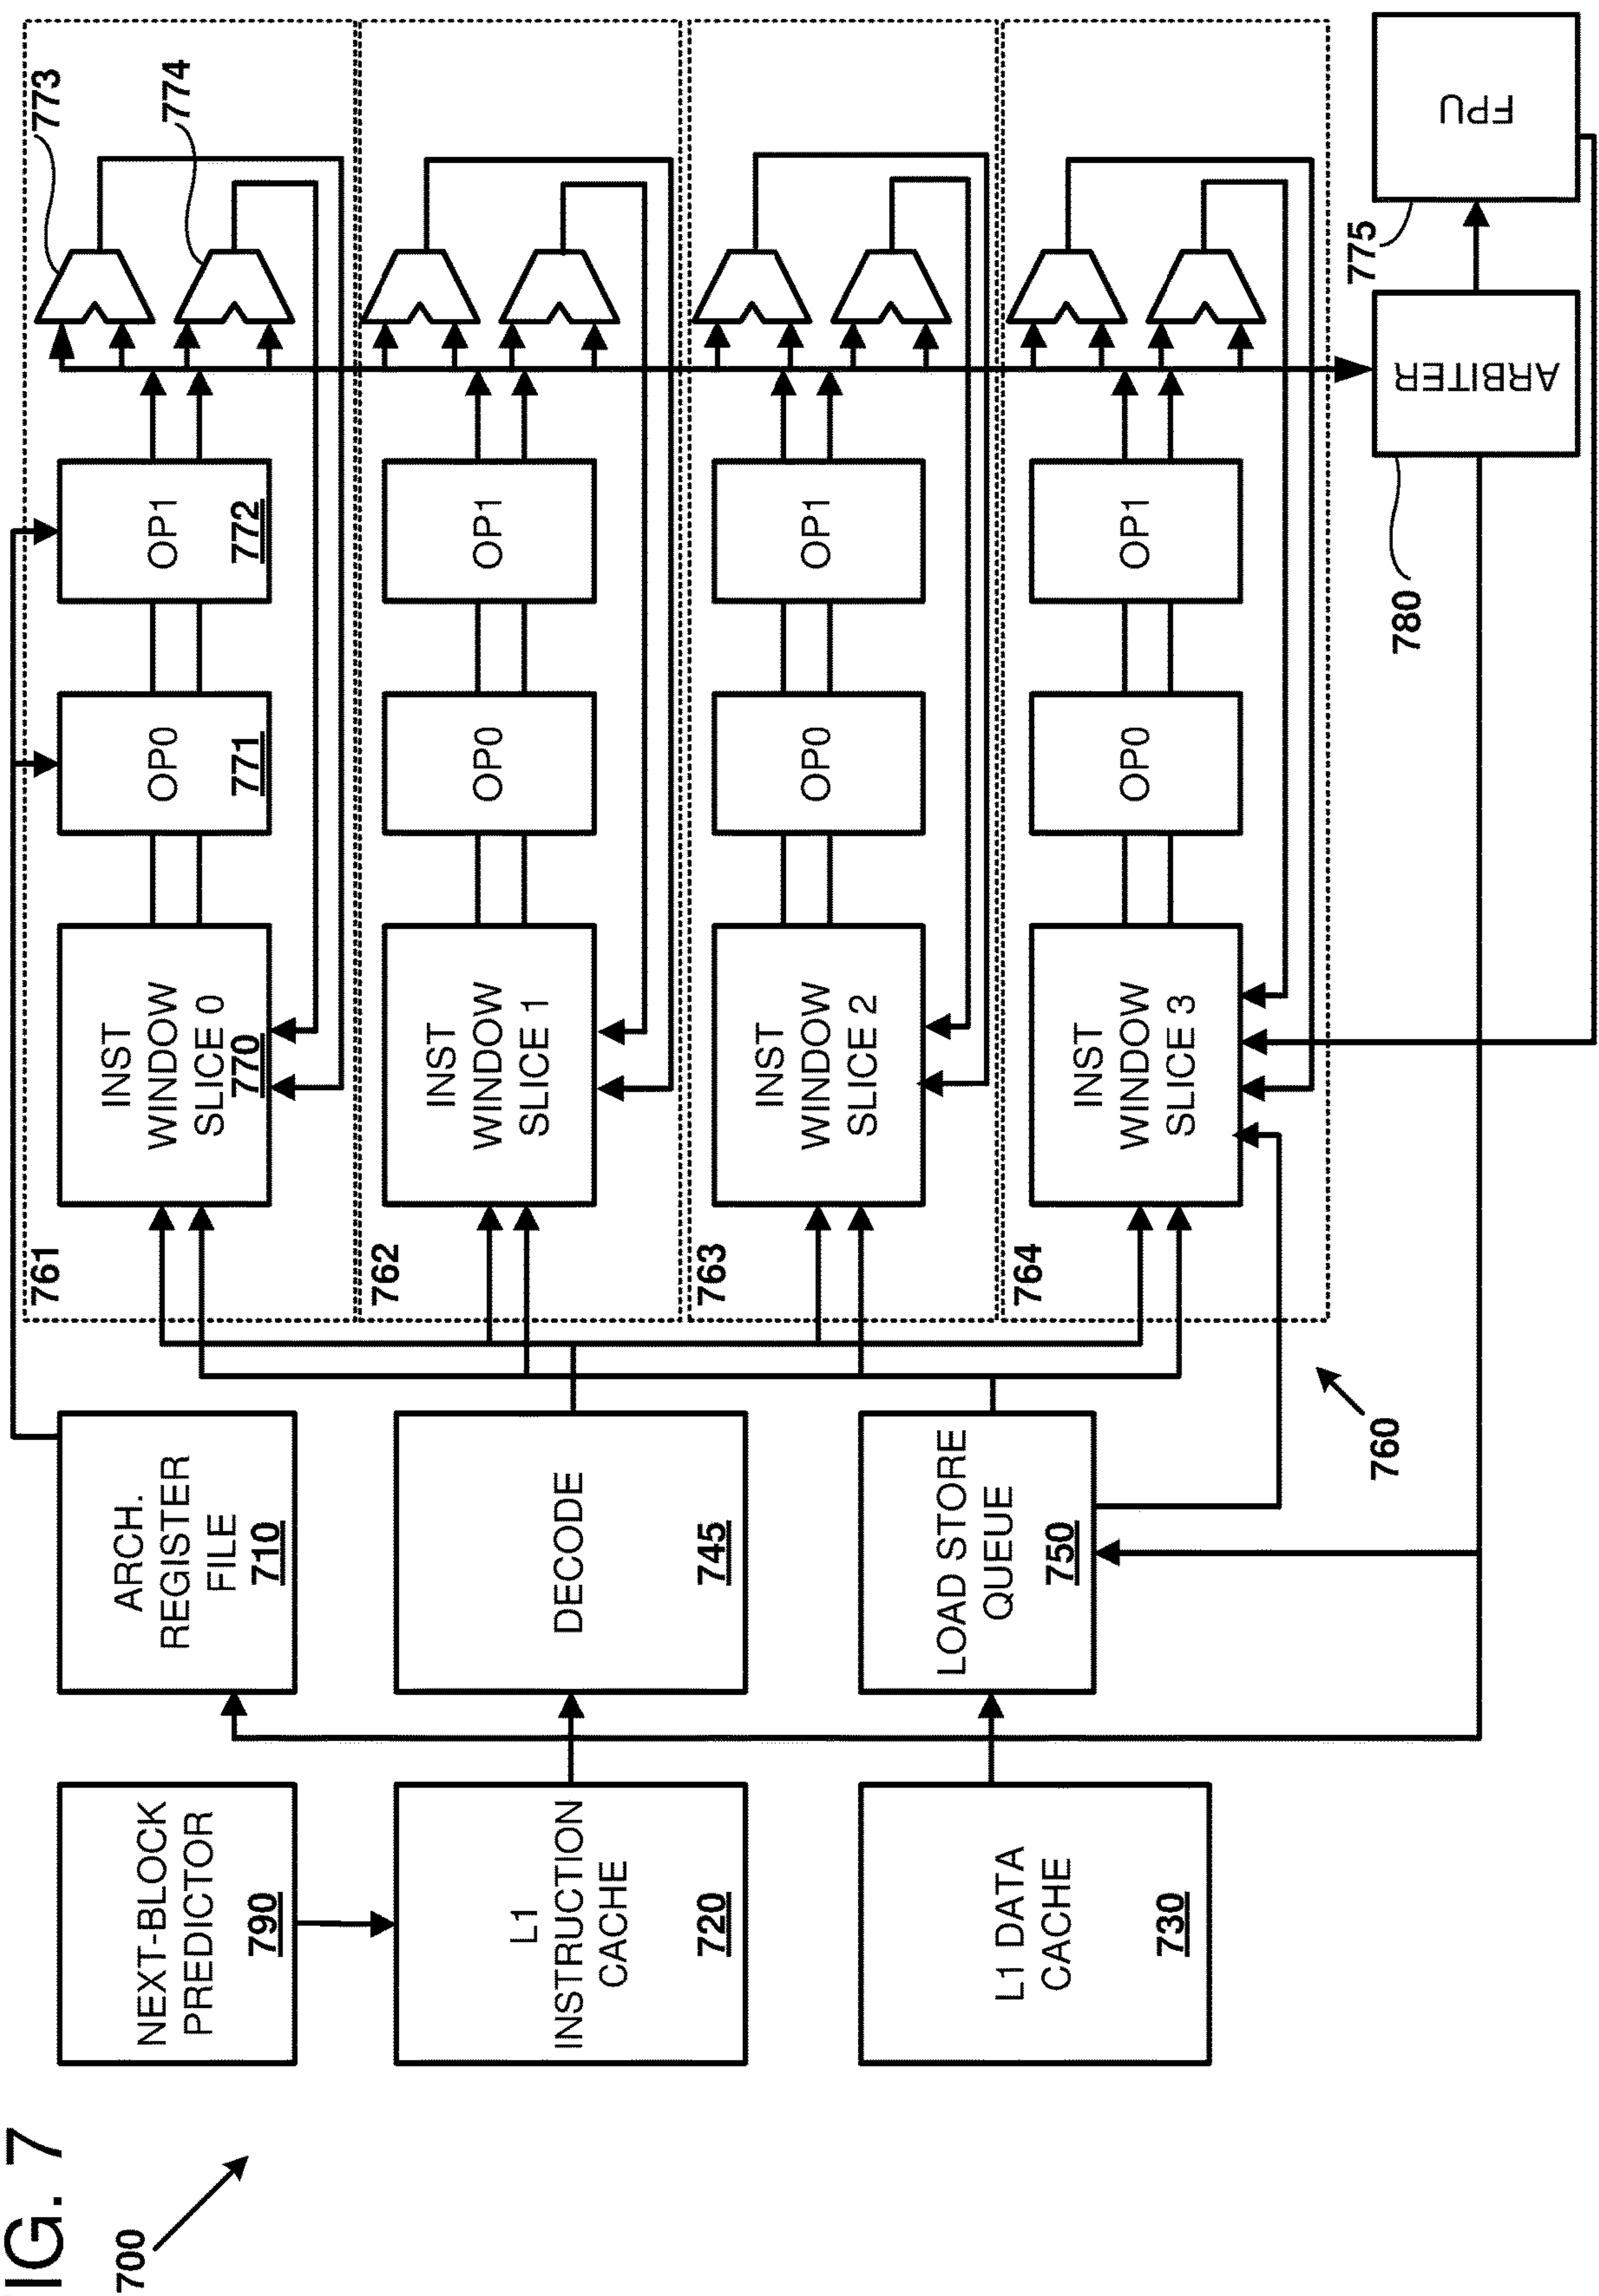 IG. 7
700
NEXT-BLOCK
PREDICTOR
790
L1
INSTRUCTION
CACHE
720
L1 DATA
CACHE
730
ARCH.
REGISTER
FILE
710
DECODE
745
LOAD STORE
QUEUE
750
760
761
INST
WINDOW
SLICE 0
770
OP0
771
OP1
772
773
774
762
INST
WINDOW
SLICE 1
OP0
OP1
763
INST
WINDOW
SLICE 2
OP0
OP1
764
INST
WINDOW
SLICE 3
OP0
OP1
780
ARBITER
775
FPU